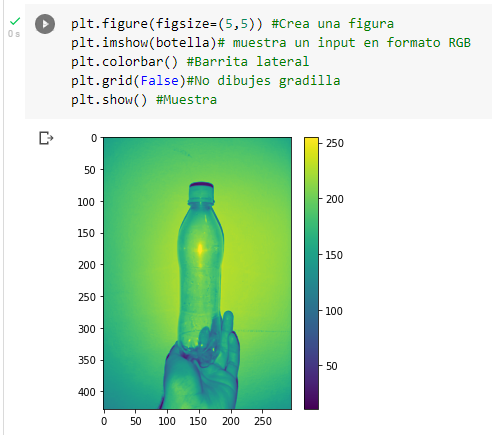 plt.figure(figsize=(5,5)) #Crea una figura
plt.imshow(botella)# muestra un input en formato RGB
plt.colorbar() #Barrita lateral
plt.grid(False)#No dibujes gradilla
plt.show() #Muestra
0 s
0
50
100
150
200
250
300
350
400
0 50 100 150 200 250
250
200
150
100
50